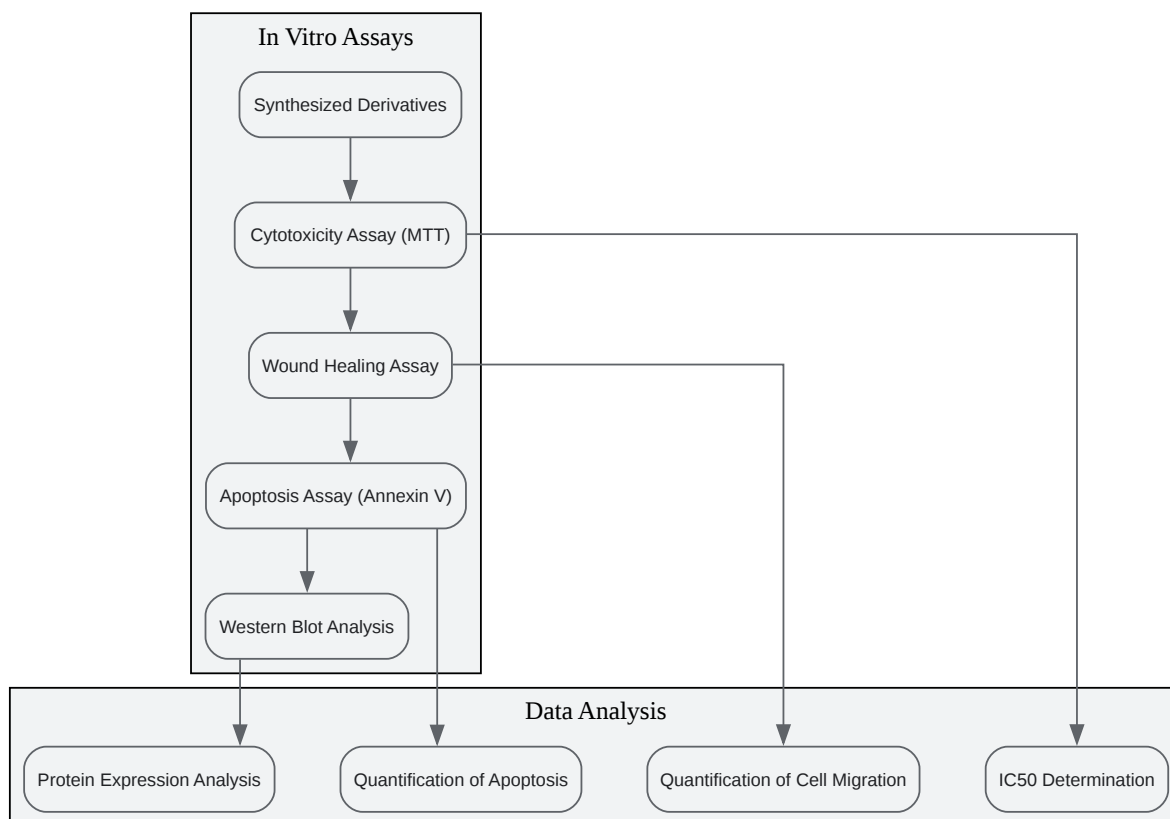 In Vitro Assays
Synthesized Derivatives
Cytotoxicity Assay (MTT)
Wound Healing Assay
Apoptosis Assay (Annexin V)
Western Blot Analysis
Data Analysis
Protein Expression Analysis
Quantification of Apoptosis
Quantification of Cell Migration
IC50 Determination